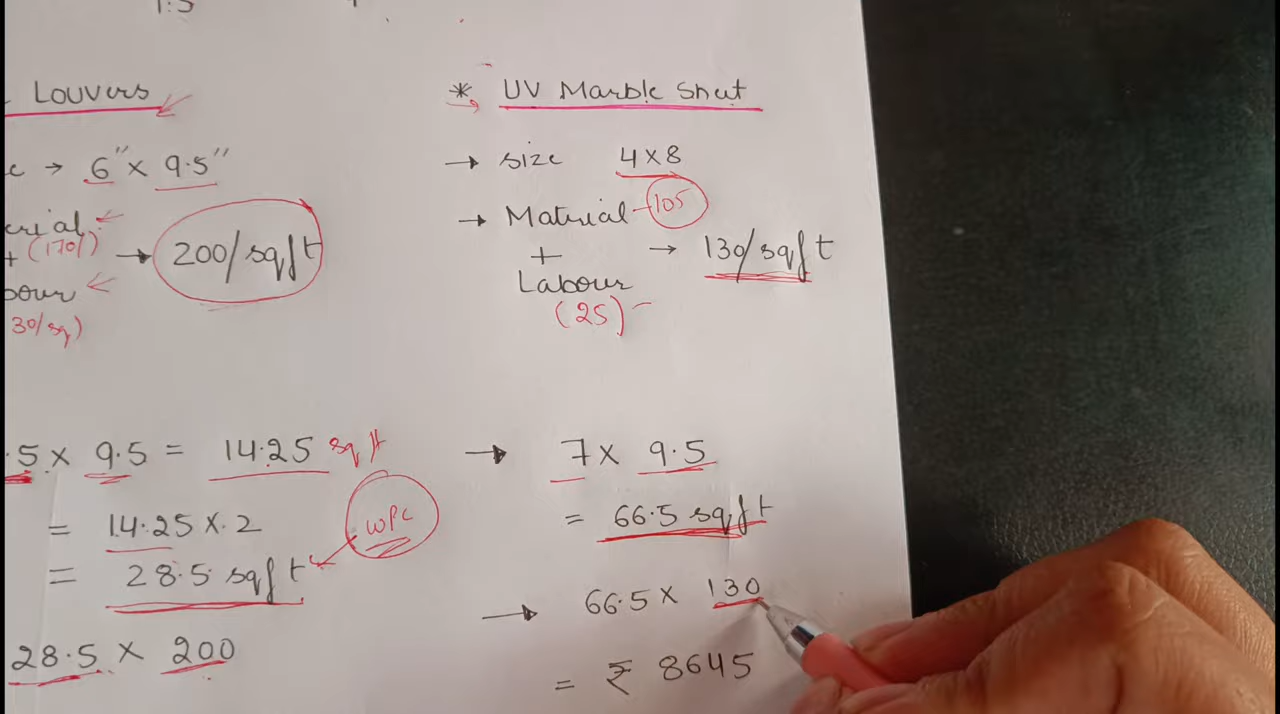 1:5
LOUVERS
→ 6" x 9.5"
(170/)
+
→ 200/sqft
30/sq)
* UV Marble Sheet
→ size 4x8
→ Material - 105
+
Labour
(25)
→ 130/sqft
.5 x 9.5 = 14.25 sqft
= 14.25 x 2
= 28.5 sqft
WPC
28.5 x 200
→ 7 x 9.5
= 66.5 sqft
→ 66.5 x 130
= ₹ 8645